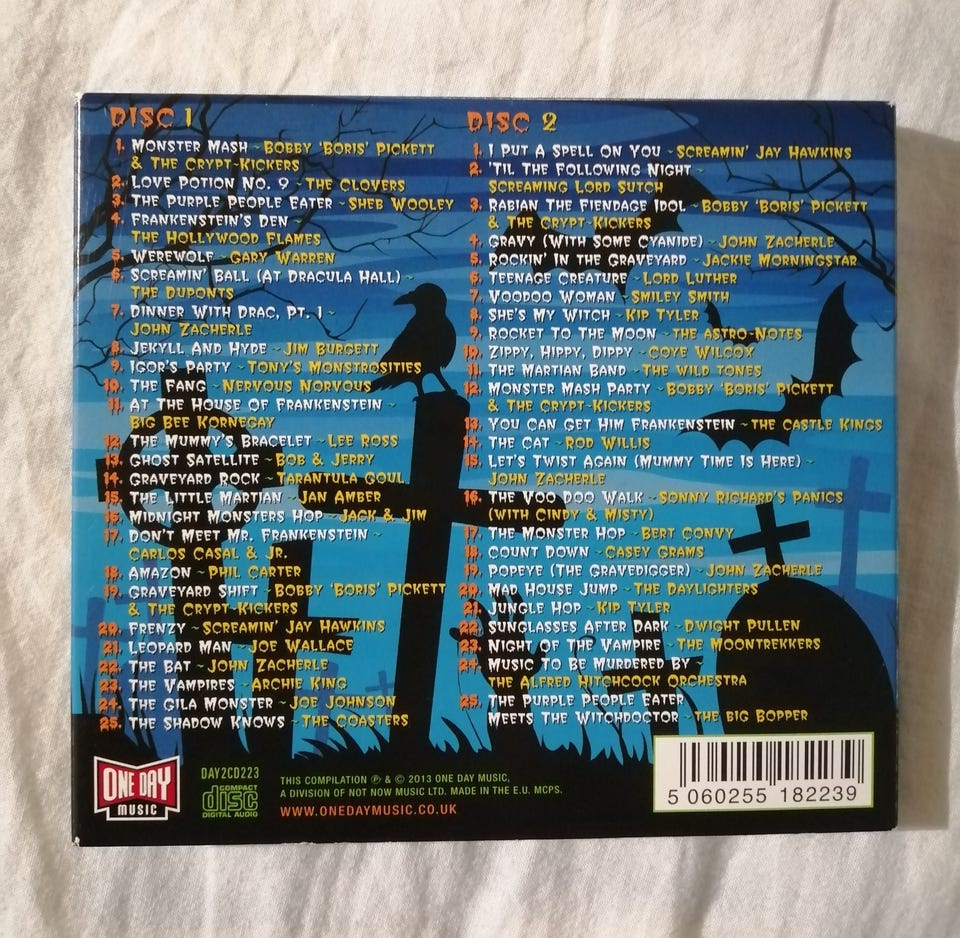 DISC 1
1. MONSTER MASH ~ BOBBY 'BORIS' PICKETT
& THE CRYPT-KICKERS
2. LOVE POTION NO. 9 ~ THE CLOVERS
3. THE PURPLE PEOPLE EATER ~ SHEB WOOLEY
4. FRANKENSTEIN'S DEN ~
THE HOLLYWOOD FLAMES
5. WEREWOLF ~ GARY WARREN
6. SCREAMIN' BALL (AT DRACULA HALL) ~
THE DUPONTS
7. DINNER WITH DRAC, PT. 1 ~
JOHN ZACHERLE
8. JEKYLL AND HYDE ~ JIM BURGETT
9. IGOR'S PARTY ~ TONY'S MONSTROSITIES
10. THE FANG ~ NERVOUS NORVOUS
11. AT THE HOUSE OF FRANKENSTEIN ~
BIG BEE KORNEGAY
12. THE MUMMY'S BRACELET ~ LEE ROSS
13. GHOST SATELLITE ~ BOB & JERRY
14. GRAVEYARD ROCK ~ TARANTULA GOUL
15. THE LITTLE MARTIAN ~ JAN AMBER
16. MIDNIGHT MONSTERS HOP ~ JACK & JIM
17. DON'T MEET MR. FRANKENSTEIN ~
CARLOS CASAL & JR.
18. AMAZON ~ PHIL CARTER
19. GRAVEYARD SHIFT ~ BOBBY 'BORIS' PICKETT
& THE CRYPT-KICKERS
20. FRENZY ~ SCREAMIN' JAY HAWKINS
21. LEOPARD MAN ~ JOE WALLACE
22. THE BAT ~ JOHN ZACHERLE
23. THE VAMPIRES ~ ARCHIE KING
24. THE GILA MONSTER ~ JOE JOHNSON
25. THE SHADOW KNOWS ~ THE COASTERS
DISC 2
1. I PUT A SPELL ON YOU ~ SCREAMIN' JAY HAWKINS
2. 'TIL THE FOLLOWING NIGHT ~
SCREAMING LORD SUTCH
3. RABIAN THE FIENDAGE IDOL ~ BOBBY 'BORIS' PICKETT
& THE CRYPT-KICKERS
4. GRAVY (WITH SOME CYANIDE) ~ JOHN ZACHERLE
5. ROCKIN' IN THE GRAVEYARD ~ JACKIE MORNINGSTAR
6. TEENAGE CREATURE ~ LORD LUTHER
7. VOODOO WOMAN ~ SMILEY SMITH
8. SHE'S MY WITCH ~ KIP TYLER
9. ROCKET TO THE MOON ~ THE ASTRO-NOTES
10. ZIPPY, HIPPY, DIPPY ~ COYE WILCOX
11. THE MARTIAN BAND ~ THE WILD TONES
12. MONSTER MASH PARTY ~ BOBBY 'BORIS' PICKETT
& THE CRYPT-KICKERS
13. YOU CAN GET HIM FRANKENSTEIN ~ THE CASTLE KINGS
14. THE CAT ~ ROD WILLIS
15. LET'S TWIST AGAIN (MUMMY TIME IS HERE) ~
JOHN ZACHERLE
16. THE VOO DOO WALK ~ SONNY RICHARD'S PANICS
(WITH CINDY & MISTY)
17. THE MONSTER HOP ~ BERT CONVY
18. COUNT DOWN ~ CASEY GRAMS
19. POPEYE (THE GRAVEDIGGER) ~ JOHN ZACHERLE
20. MAD HOUSE JUMP ~ THE DAYLIGHTERS
21. JUNGLE HOP ~ KIP TYLER
22. SUNGLASSES AFTER DARK ~ DWIGHT PULLEN
23. NIGHT OF THE VAMPIRE ~ THE MOONTREKKERS
24. MUSIC TO BE MURDERED BY ~
THE ALFRED HITCHCOCK ORCHESTRA
25. THE PURPLE PEOPLE EATER
MEETS THE WITCHDOCTOR ~ THE BIG BOPPER
ONE DAY
MUSIC
DAY2CD223
COMPACT
disc
DIGITAL AUDIO
THIS COMPILATION ℗ & © 2013 ONE DAY MUSIC,
A DIVISION OF NOT NOW MUSIC LTD. MADE IN THE E.U. MCPS.
WWW.ONEDAYMUSIC.CO.UK
5 060255 182239